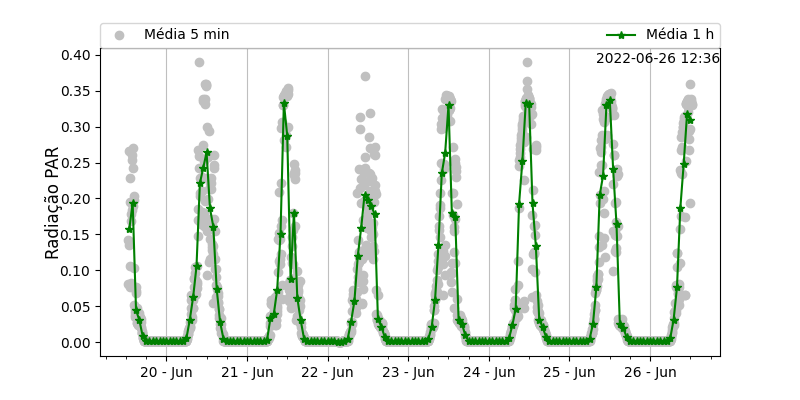 Média 5 min
Média 1 h
2022-06-26 12:36
0.40
0.35
0.30
0.25
0.20
0.15
0.10
0.05
0.00
Radiação PAR
20 - Jun
21 - Jun
22 - Jun
23 - Jun
24 - Jun
25 - Jun
26 - Jun